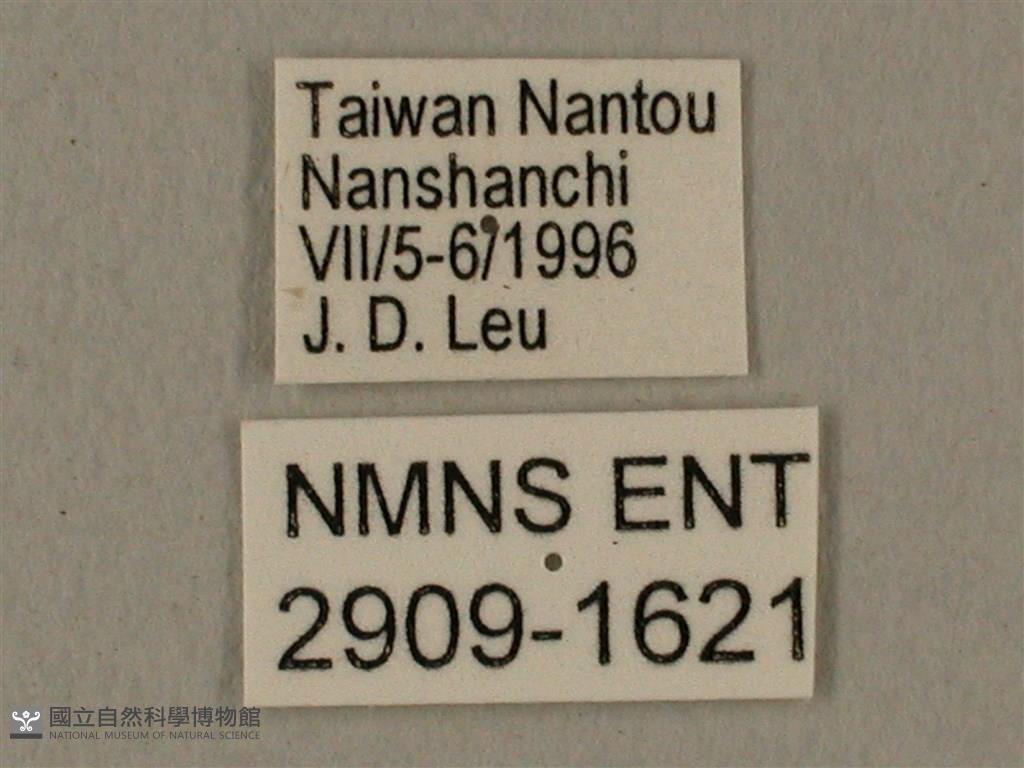 Taiwan Nantou
Nanshanchi
VII/5-6/1996
J. D. Leu
NMNS ENT
2909-1621
國立自然科學博物館
NATIONAL MUSEUM OF NATURAL SCIENCE